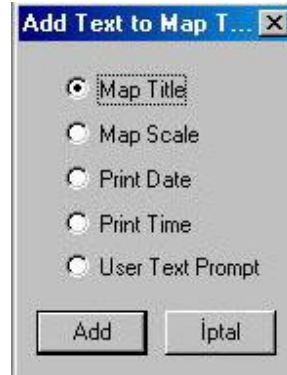 Add Text to Map T...
Map Title
Map Scale
Print Date
Print Time
User Text Prompt
Add
İptal